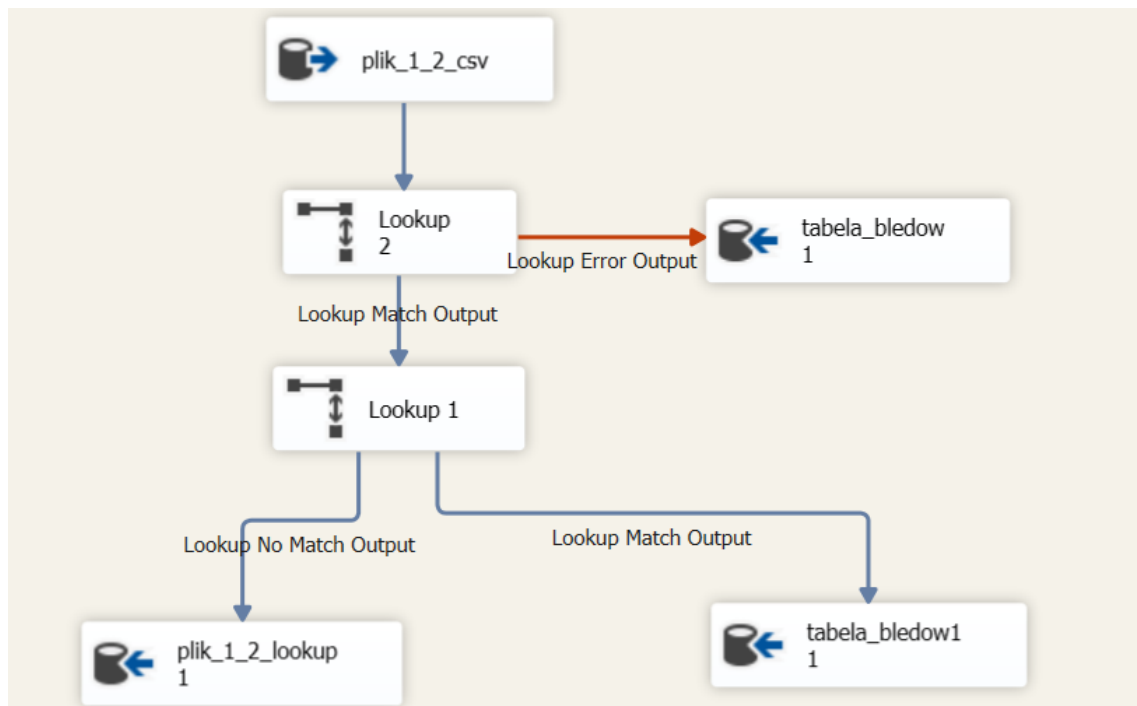 plik_1_2_csv
Lookup
2
Lookup Error Output
tabela_bledow
1
Lookup Match Output
Lookup 1
Lookup No Match Output
Lookup Match Output
plik_1_2_lookup
1
tabela_bledow1
1